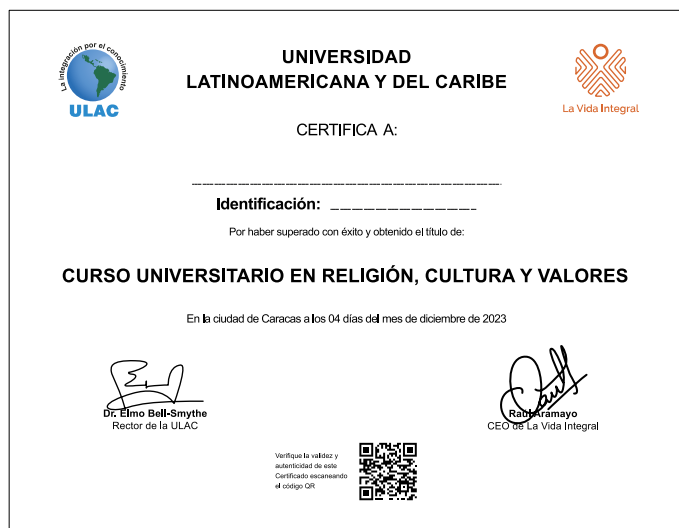 La integración por el conocimiento
ULAC
UNIVERSIDAD
LATINOAMERICANA Y DEL CARIBE
La Vida Integral
CERTIFICA A:
Identificación:
Por haber superado con éxito y obtenido el título de:
CURSO UNIVERSITARIO EN RELIGIÓN, CULTURA Y VALORES
En la ciudad de Caracas a los 04 días del mes de diciembre de 2023
Dr. Elmo Bell-Smythe
Rector de la ULAC
Raúl Aramayo
CEO de La Vida Integral
Verifique la validez y
autenticidad de este
Certificado escaneando
el código QR